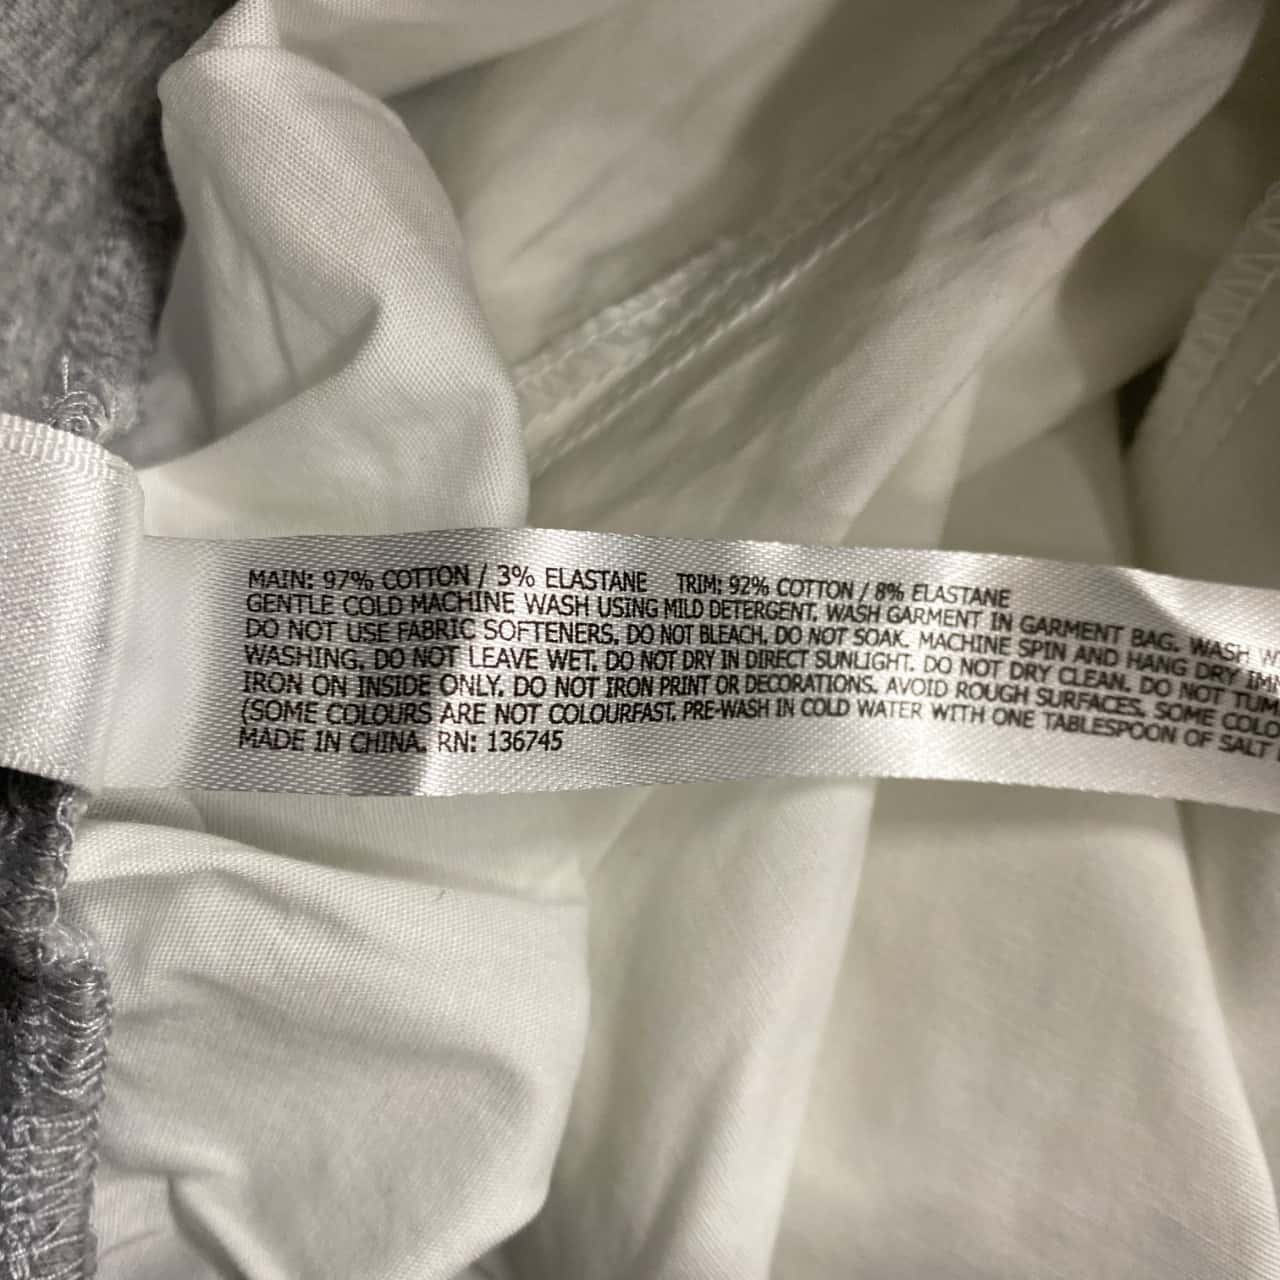 MAIN: 97% COTTON / 3% ELASTANE TRIM: 92% COTTON / 8% ELASTANE
GENTLE COLD MACHINE WASH USING MILD DETERGENT. WASH GARMENT IN GARMENT BAG. WASH
DO NOT USE FABRIC SOFTENERS. DO NOT BLEACH. DO NOT SOAK. MACHINE SPIN AND HANG DRY
WASHING. DO NOT LEAVE WET. DO NOT DRY IN DIRECT SUNLIGHT. DO NOT DRY CLEAN. DO NOT TUM
IRON ON INSIDE ONLY. DO NOT IRON PRINT OR DECORATIONS. AVOID ROUGH SURFACES. SOME COLO
(SOME COLOURS ARE NOT COLOURFAST. PRE-WASH IN COLD WATER WITH ONE TABLESPOON OF SALT
MADE IN CHINA. RN: 136745